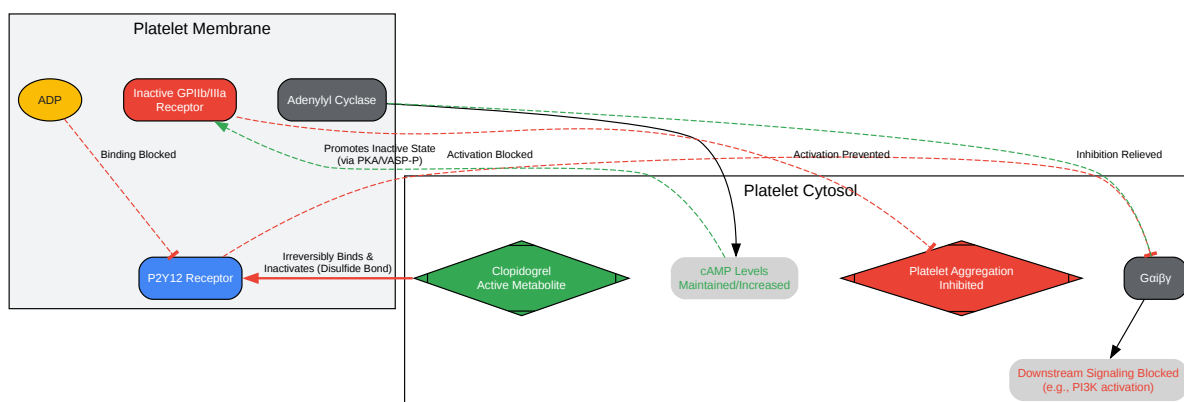 Platelet Membrane
ADP
Inactive GPIIb/IIIa
Receptor
Adenylyl Cyclase
Binding Blocked
Promotes Inactive State
(via PKA/VASP-P)
Activation Blocked
Activation Prevented
Inhibition Relieved
Platelet Cytosol
P2Y12 Receptor
Irreversibly Binds &
Inactivates (Disulfide Bond)
Clopidogrel
Active Metabolite
cAMP Levels
Maintained/Increased
Platelet Aggregation
Inhibited
Gαiβγ
Downstream Signaling Blocked
(e.g., PI3K activation)